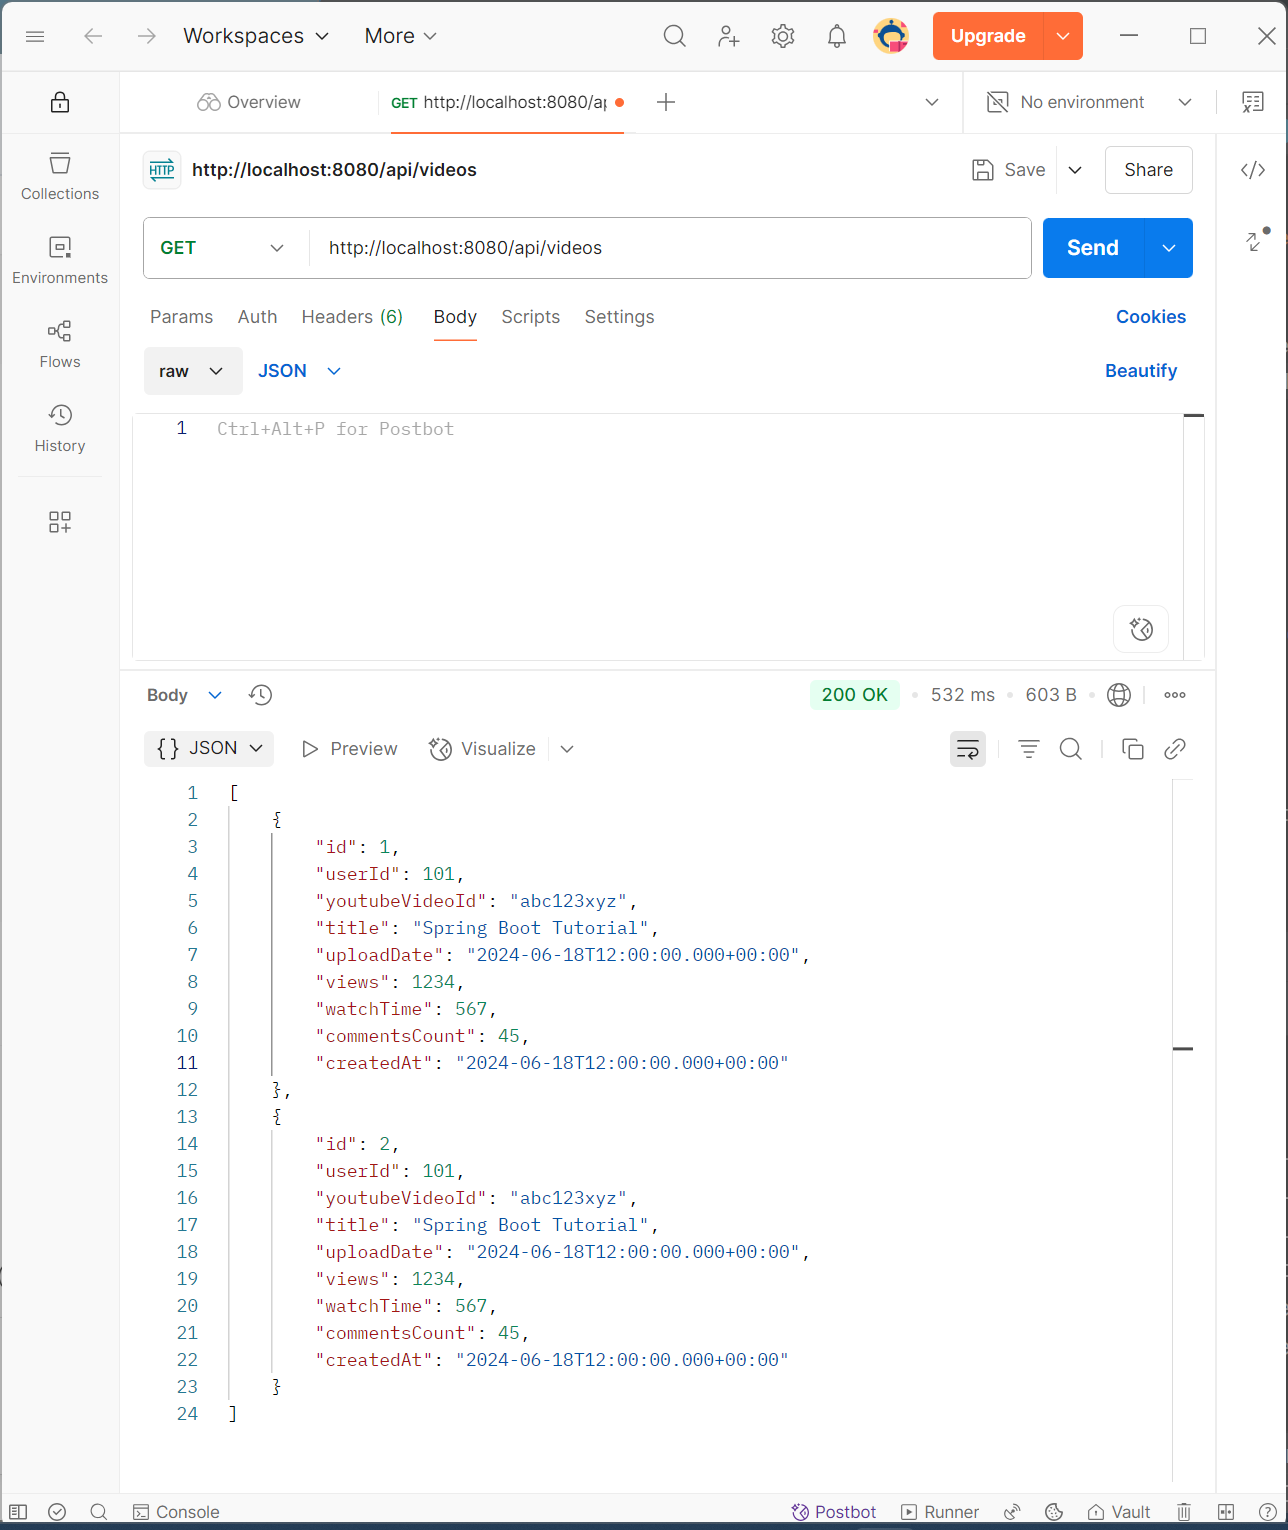 Workspaces More Upgrade
Overview GET http://localhost:8080/ap No environment
HTTP http://localhost:8080/api/videos Save Share
Collections
GET http://localhost:8080/api/videos Send
Environments
Params Auth Headers (6) Body Scripts Settings Cookies
Flows
raw JSON Beautify
History
1 Ctrl+Alt+P for Postbot
Body 200 OK 532 ms 603 B
{} JSON Preview Visualize
1 [
2 {
3 "id": 1,
4 "userId": 101,
5 "youtubeVideoId": "abc123xyz",
6 "title": "Spring Boot Tutorial",
7 "uploadDate": "2024-06-18T12:00:00.000+00:00",
8 "views": 1234,
9 "watchTime": 567,
10 "commentsCount": 45,
11 "createdAt": "2024-06-18T12:00:00.000+00:00"
12 },
13 {
14 "id": 2,
15 "userId": 101,
16 "youtubeVideoId": "abc123xyz",
17 "title": "Spring Boot Tutorial",
18 "uploadDate": "2024-06-18T12:00:00.000+00:00",
19 "views": 1234,
20 "watchTime": 567,
21 "commentsCount": 45,
22 "createdAt": "2024-06-18T12:00:00.000+00:00"
23 }
24 ]
Console Postbot Runner Vault